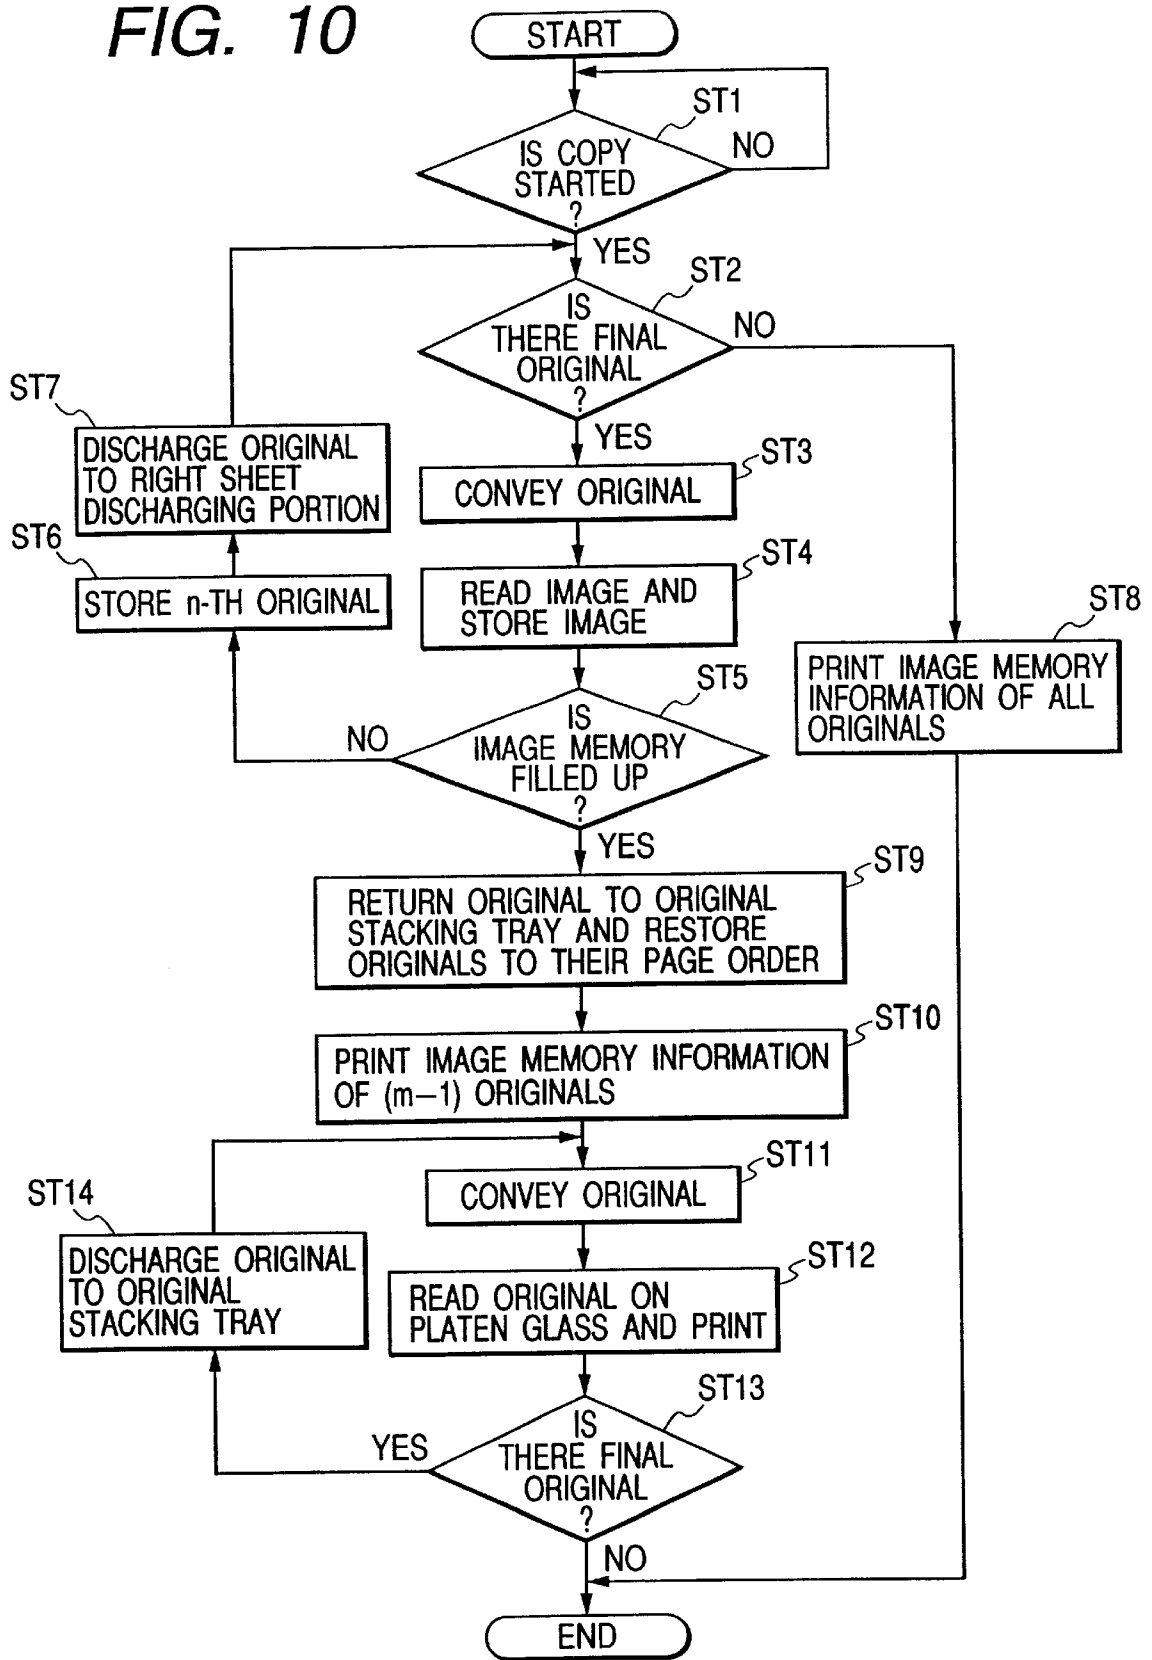 FIG. 10
START
ST1
IS COPY
STARTED
?
NO
YES
ST2
IS
THERE FINAL
ORIGINAL
?
NO
YES
ST7
DISCHARGE ORIGINAL
TO RIGHT SHEET
DISCHARGING PORTION
ST3
CONVEY ORIGINAL
ST6
STORE n-TH ORIGINAL
ST4
READ IMAGE AND
STORE IMAGE
ST8
PRINT IMAGE MEMORY
INFORMATION OF ALL
ORIGINALS
ST5
IS
IMAGE MEMORY
FILLED UP
?
NO
YES
ST9
RETURN ORIGINAL TO ORIGINAL
STACKING TRAY AND RESTORE
ORIGINALS TO THEIR PAGE ORDER
ST10
PRINT IMAGE MEMORY INFORMATION
OF (m–1) ORIGINALS
ST11
CONVEY ORIGINAL
ST14
DISCHARGE ORIGINAL
TO ORIGINAL
STACKING TRAY
ST12
READ ORIGINAL ON
PLATEN GLASS AND PRINT
ST13
IS
THERE FINAL
ORIGINAL
?
YES
NO
END